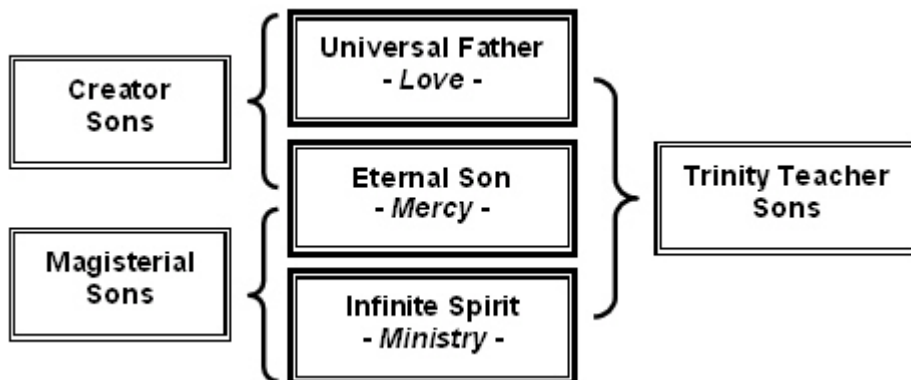 Creator
Sons
Magisterial
Sons
Universal Father
- Love -
Eternal Son
- Mercy -
Infinite Spirit
- Ministry -
Trinity Teacher
Sons